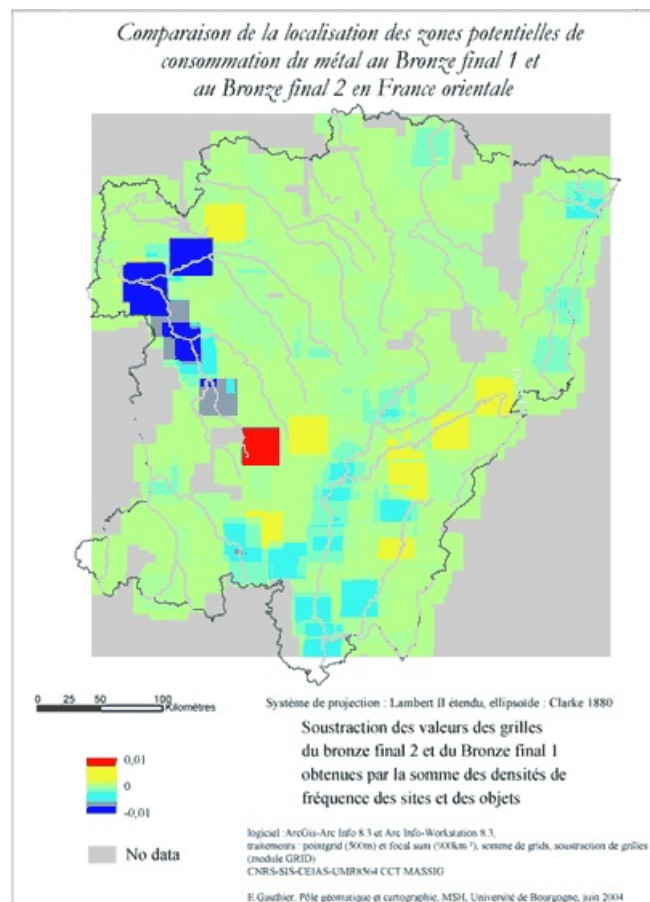 Comparaison de la localisation des zones potentielles de
consommation du métal au Bronze final 1 et
au Bronze final 2 en France orientale
0 25 50 100
Kilomètres
Système de projection : Lambert II étendu, ellipsoïde : Clarke 1880
Soustraction des valeurs des grilles
du bronze final 2 et du Bronze final 1
obtenues par la somme des densités de
fréquence des sites et des objets
0,01
0
-0,01
No data
logiciel : ArcGis-Arc Info 8.3 et Arc Info-Workstation 8.3,
traitements : pointgrid (500m) et focal sum (900km ²), somme de grids, soustraction de grilles
(module GRID)
CNRS-SIS-CEIAS-UMR8564 CCT MASSIG
E.Gauthier, Pôle géomatique et cartographie, MSH, Université de Bourgogne, juin 2004